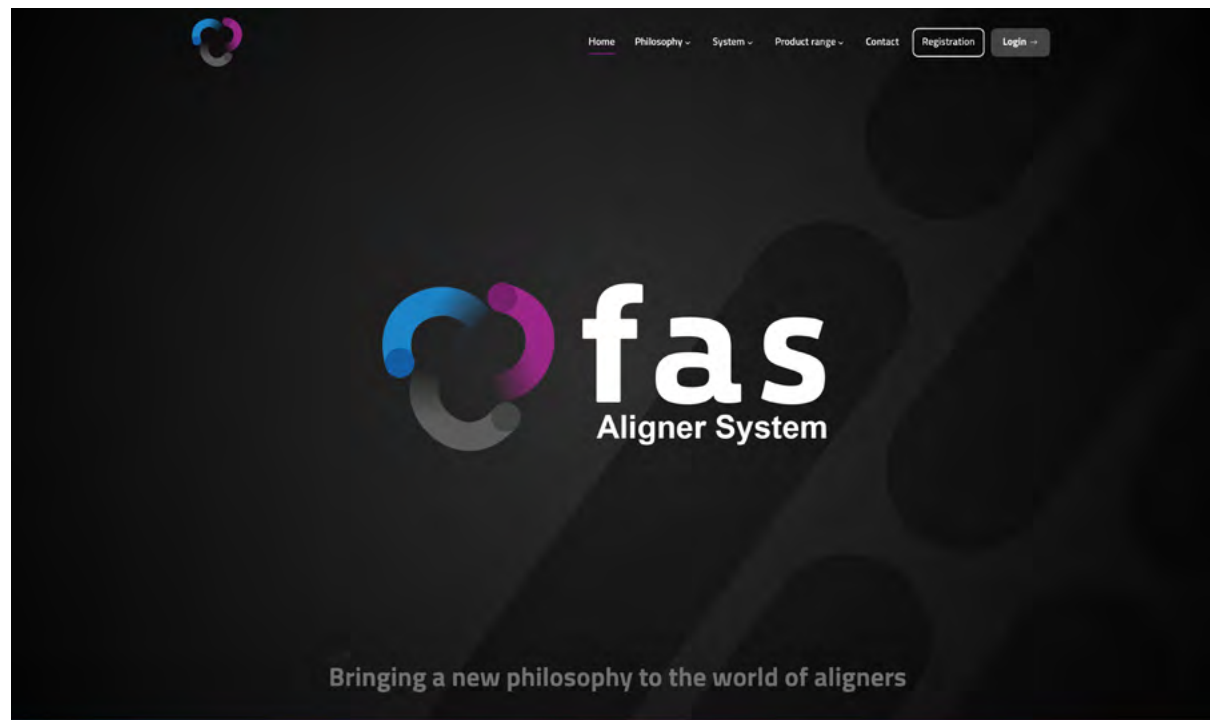 Home Philosophy System Product range Contact Registration Login →
fas
Aligner System
Bringing a new philosophy to the world of aligners